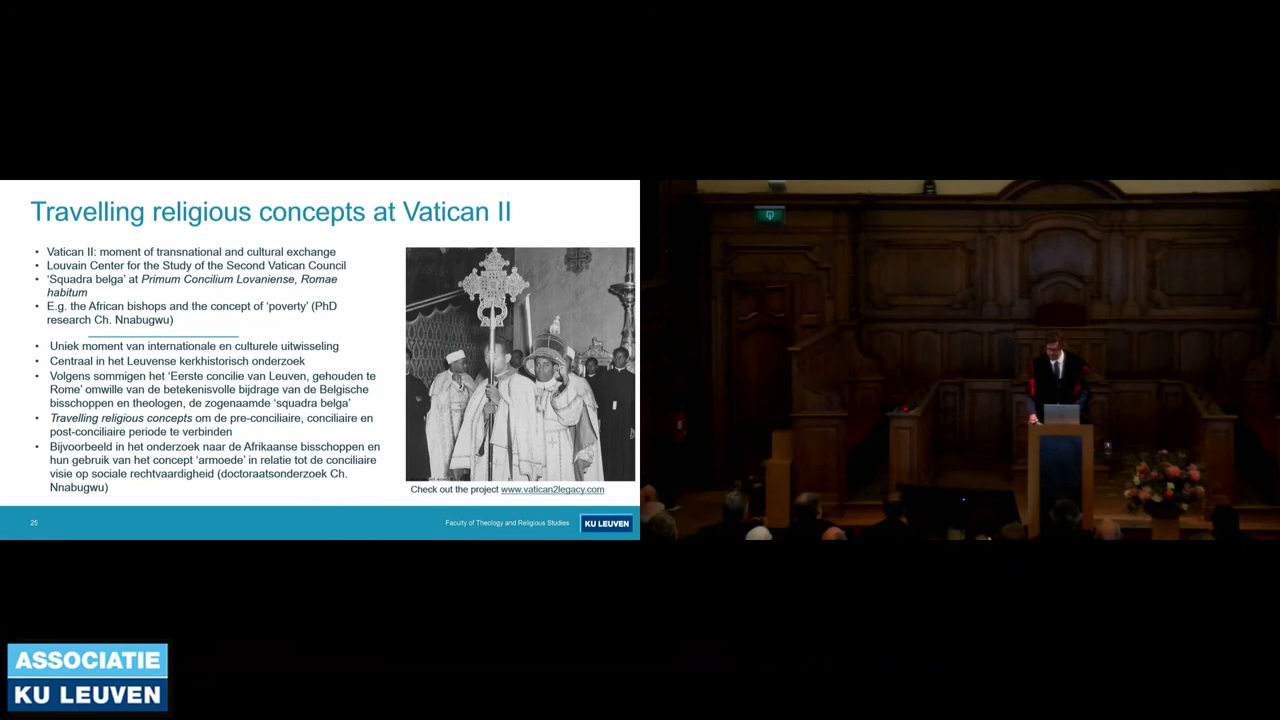 Travelling religious concepts at Vatican II
• Vatican II: moment of transnational and cultural exchange
• Louvain Center for the Study of the Second Vatican Council
• ‘Squadra belga’ at Primum Concilium Lovaniense, Romae
habitum
• E.g. the African bishops and the concept of ‘poverty’ (PhD
research Ch. Nnabugwu)
• Uniek moment van internationale en culturele uitwisseling
• Centraal in het Leuvense kerkhistorisch onderzoek
• Volgens sommigen het ‘Eerste concilie van Leuven, gehouden te
Rome’ omwille van de betekenisvolle bijdrage van de Belgische
bisschoppen en theologen, de zogenaamde ‘squadra belga’
• Travelling religious concepts om de pre-conciliaire, conciliaire en
post-conciliaire periode te verbinden
• Bijvoorbeeld in het onderzoek naar de Afrikaanse bisschoppen en
hun gebruik van het concept ‘armoede’ in relatie tot de conciliaire
visie op sociale rechtvaardigheid (doctoraatsonderzoek Ch.
Nnabugwu)
Check out the project www.vatican2legacy.com
25
Faculty of Theology and Religious Studies
KU LEUVEN
ASSOCIATIE
KU LEUVEN